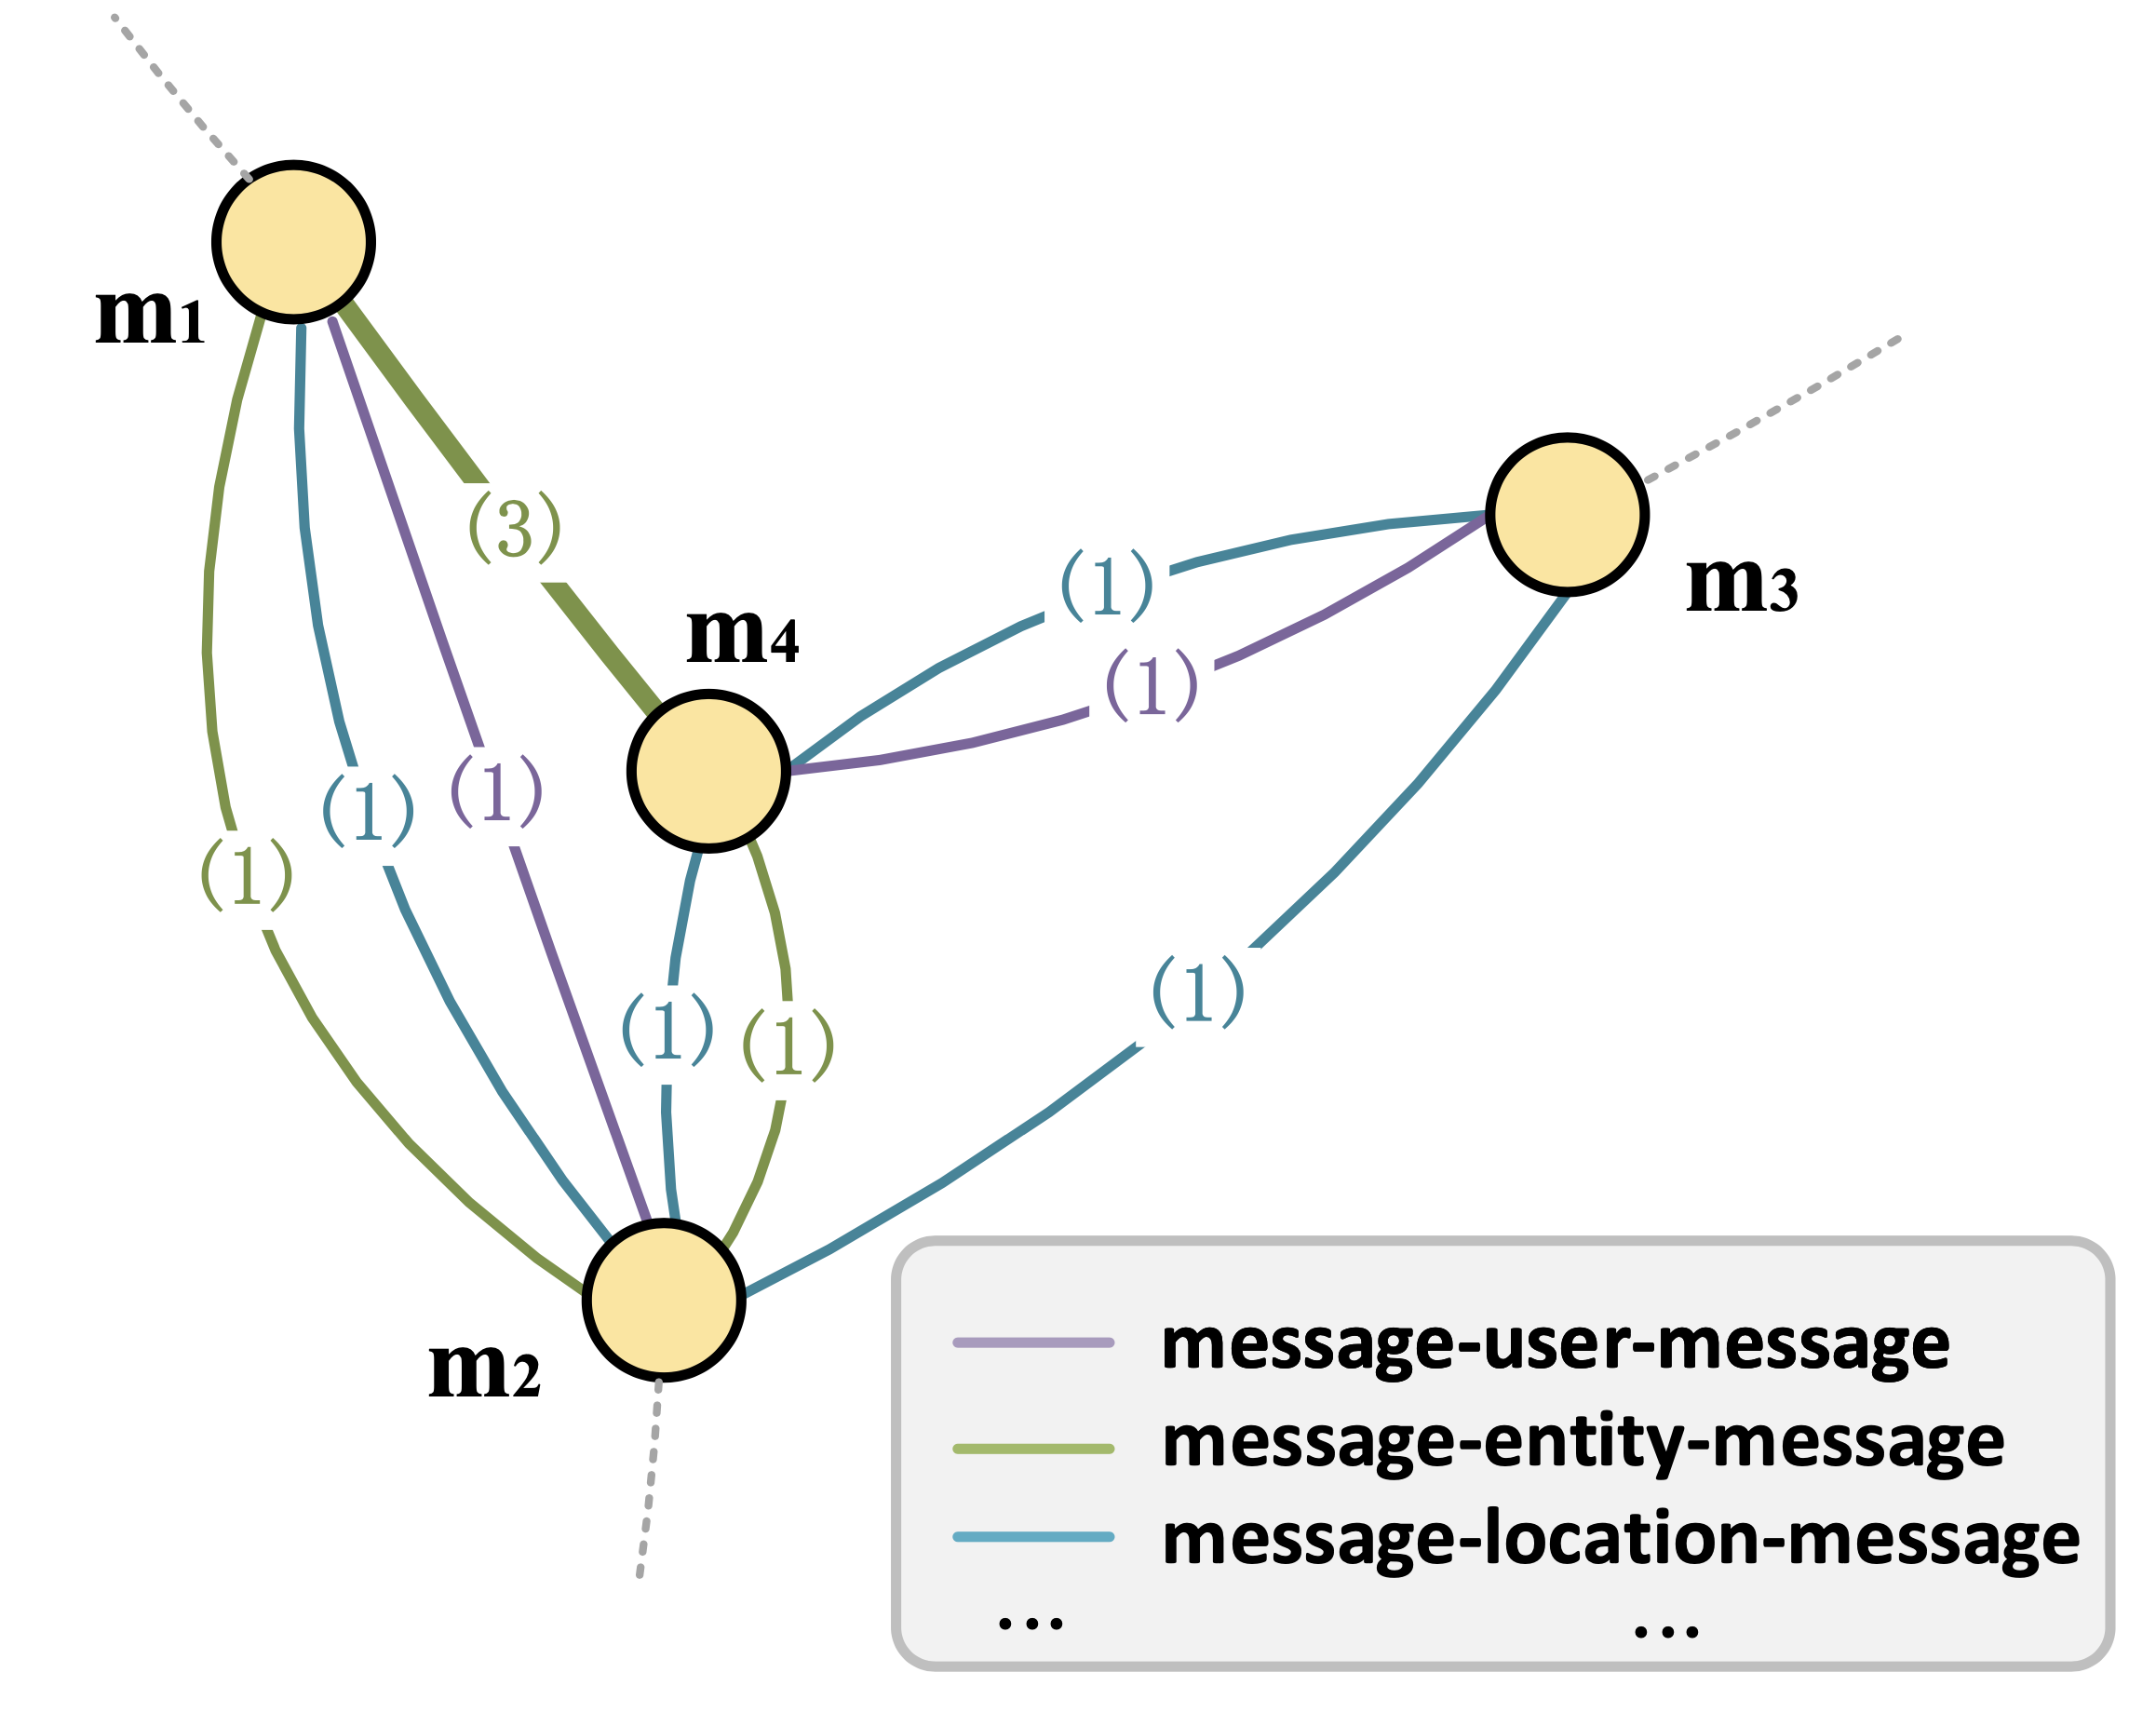 m1
(3)
m4
(1)
m3
(1)
(1)
(1)
(1)
(1)
(1)
(1)
(1)
m2
message-user-message
message-entity-message
message-location-message
... ...